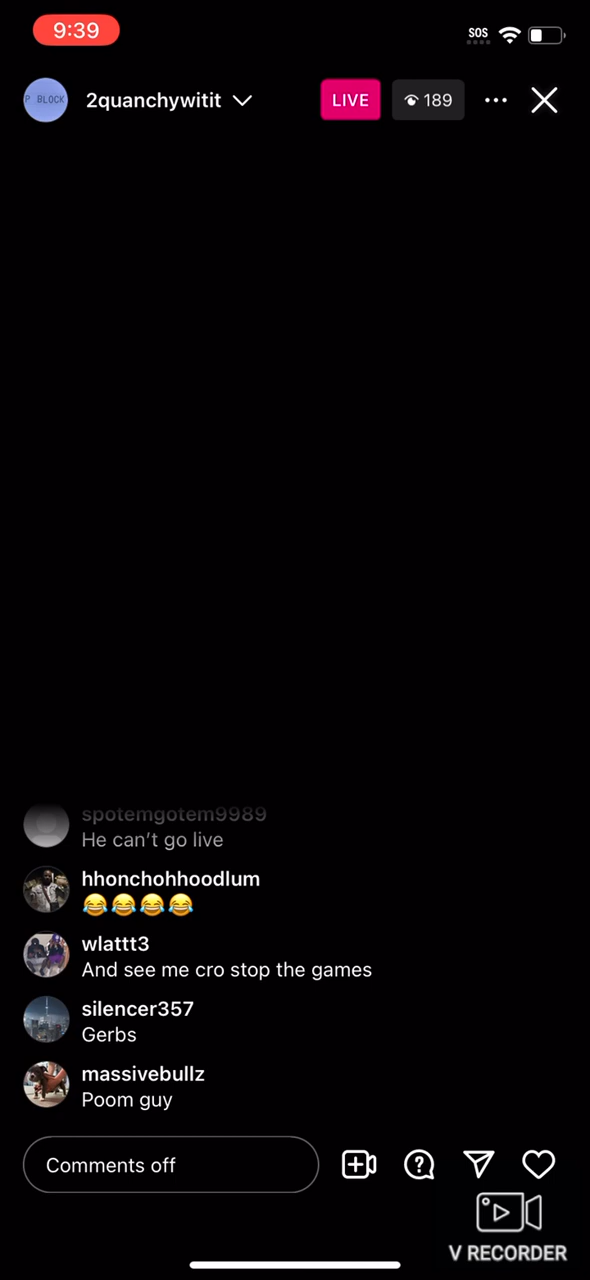 9:39
SOS
P BLOCK
2quanchywitit
LIVE
189
spotemgotem9989
He can’t go live
hhonchohhoodlum
😂😂😂😂
wlattt3
And see me cro stop the games
silencer357
Gerbs
massivebullz
Poom guy
Comments off
V RECORDER